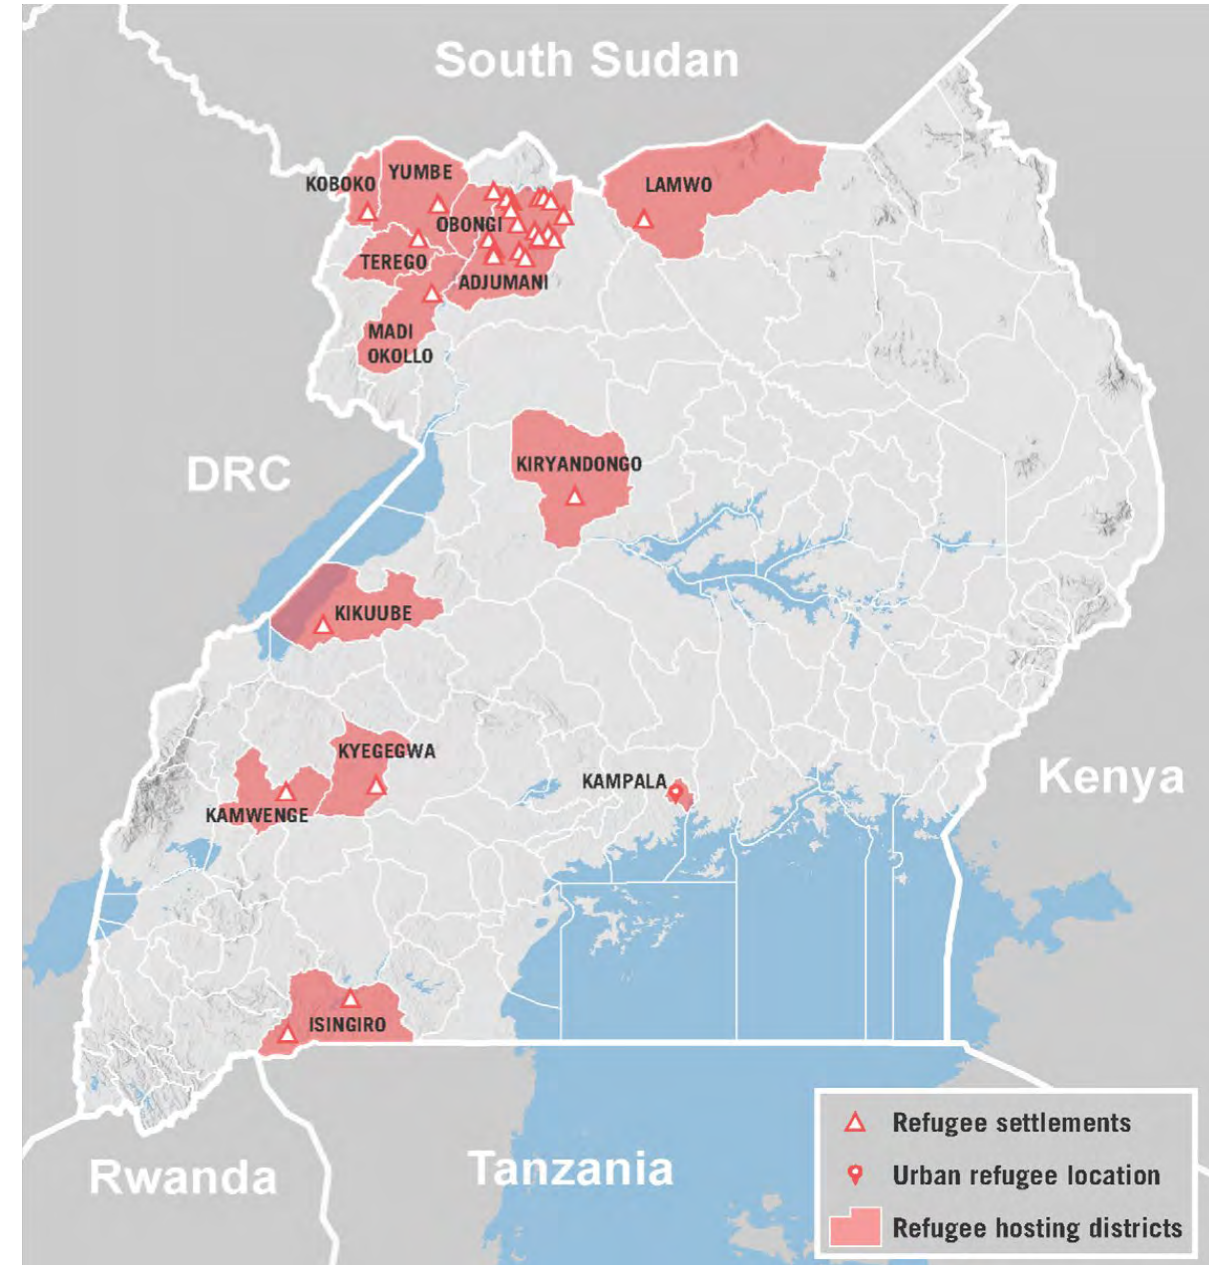 South Sudan
YUMBE
KOBOKO
LAMWO
OBONGI
TEREGO
ADJUMANI
MADI
OKOLLO
DRC
KIRYANDONGO
KIKUUBE
KYEGEGWA
KAMPALA
Kenya
KAMWENGE
ISINGIRO
Rwanda
Tanzania
Refugee settlements
Urban refugee location
Refugee hosting districts